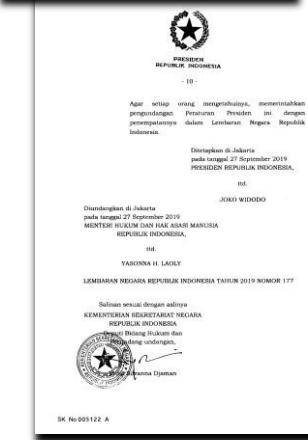 PRESIDEN
REPUBLIK INDONESIA
- 10 -
Agar setiap orang mengetahuinya, memerintahkan
pengundangan Peraturan Presiden ini dengan
penempatannya dalam Lembaran Negara Republik
Indonesia.
Ditetapkan di Jakarta
pada tanggal 27 September 2019
PRESIDEN REPUBLIK INDONESIA,
ttd.
JOKO WIDODO
Diundangkan di Jakarta
pada tanggal 27 September 2019
MENTERI HUKUM DAN HAK ASASI MANUSIA
REPUBLIK INDONESIA,
ttd.
YASONNA H. LAOLY
LEMBARAN NEGARA REPUBLIK INDONESIA TAHUN 2019 NOMOR 177
Salinan sesuai dengan aslinya
KEMENTERIAN SEKRETARIAT NEGARA
REPUBLIK INDONESIA
Deputi Bidang Hukum dan
Perundang-undangan,
Silvanna Djaman
SK No 005122 A